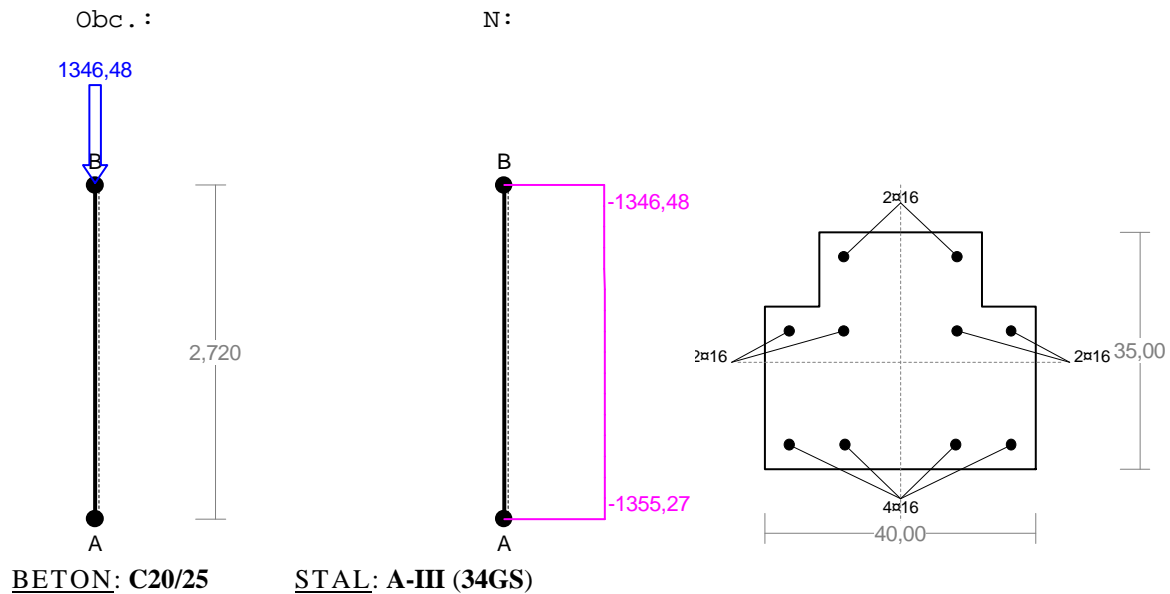 Obc.:
N:
1346,48
B
2,720
A
B
-1346,48
-1355,27
A
2¤16
2¤16
2¤16
35,00
4¤16
40,00
BETON: C20/25
STAL: A-III (34GS)